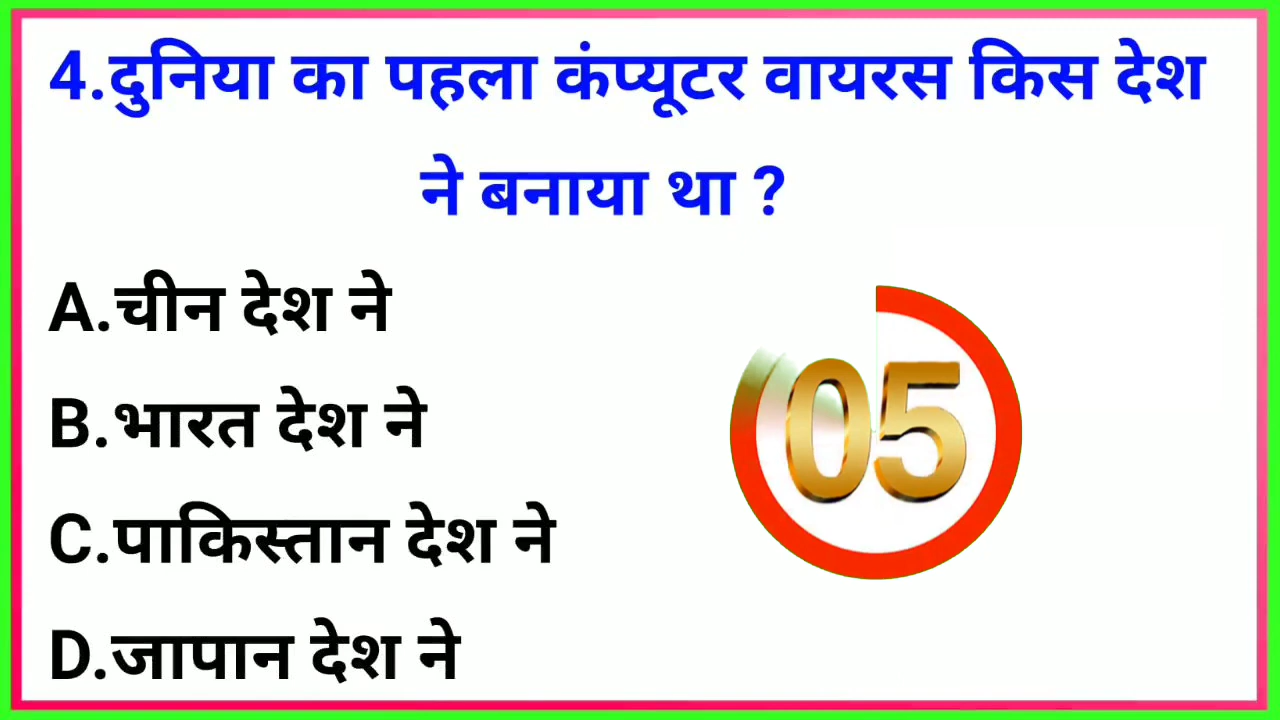 4.दुनिया का पहला कंप्यूटर वायरस किस देश
ने बनाया था ?
A.चीन देश ने
B.भारत देश ने
05
C.पाकिस्तान देश ने
D.जापान देश ने